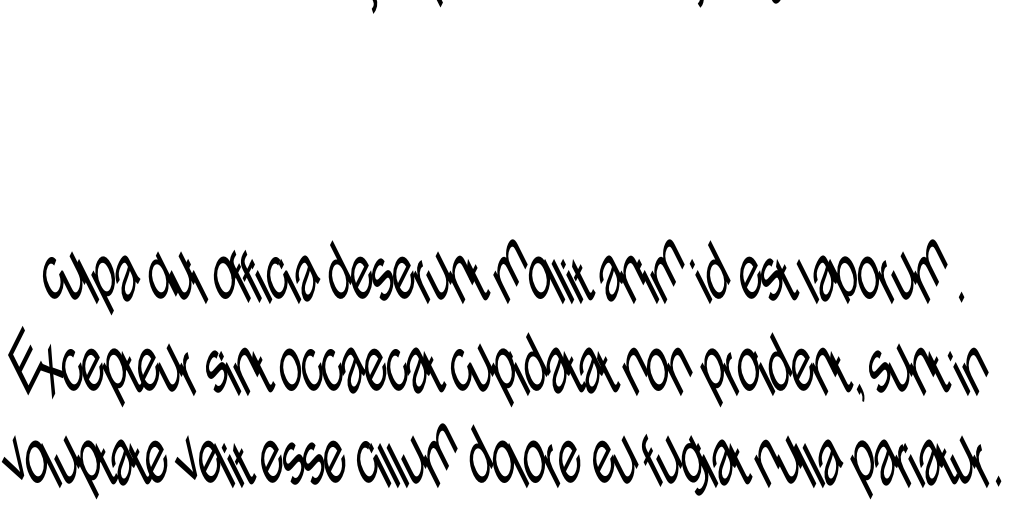 culpa qui officia deserunt mollit anim id est laborum.
Excepteur sint occaecat cupidatat non proident, sunt in
voluptate velit esse cillum dolore eu fugiat nulla pariatur.